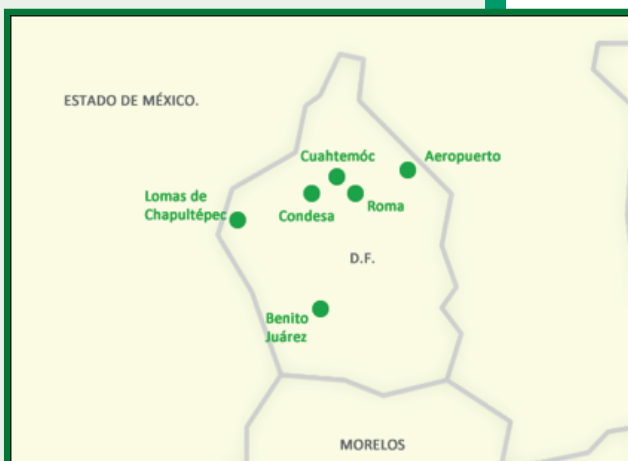 ESTADO DE MÉXICO.
Cuahtemóc
Aeropuerto
Lomas de
Chapultépec
Condesa
Roma
D.F.
Benito
Juárez
MORELOS